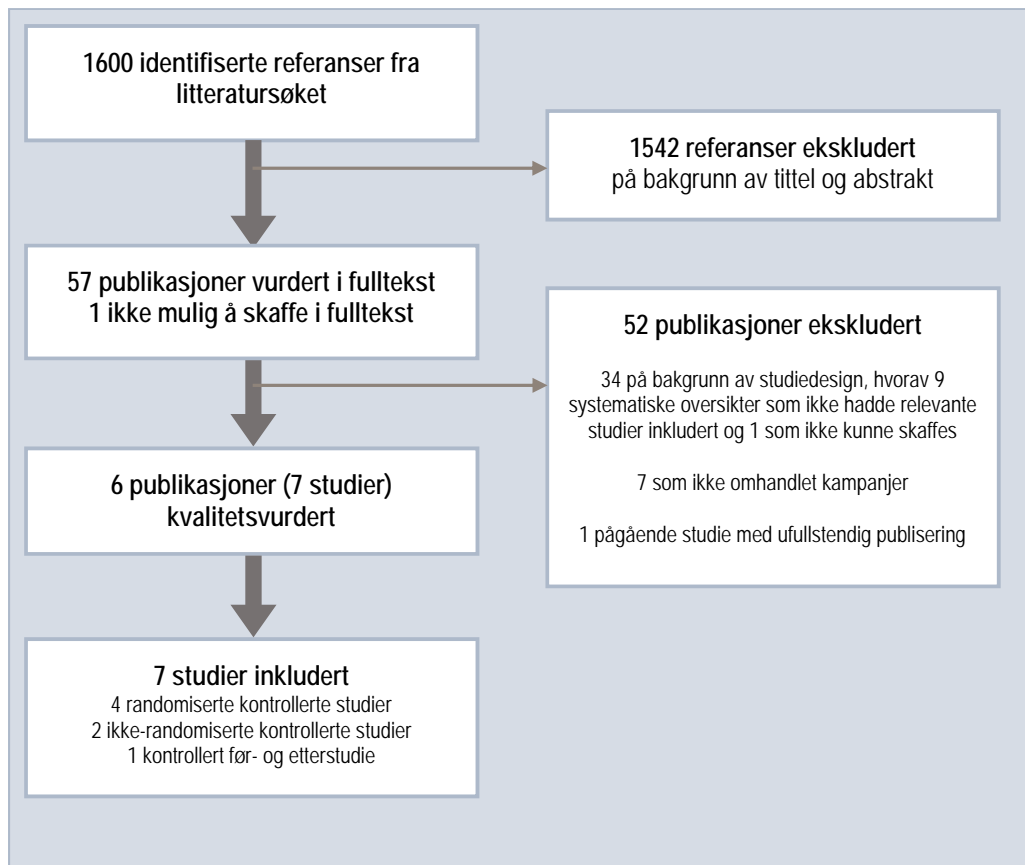 1600 identifiserte referanser fra
litteratursøket
1542 referanser ekskludert
på bakgrunn av tittel og abstrakt
57 publikasjoner vurdert i fulltekst
1 ikke mulig å skaffe i fulltekst
52 publikasjoner ekskludert
34 på bakgrunn av studiedesign, hvorav 9
systematiske oversikter som ikke hadde relevante
studier inkludert og 1 som ikke kunne skaffes
7 som ikke omhandlet kampanjer
1 pågående studie med ufullstendig publisering
6 publikasjoner (7 studier)
kvalitetsvurdert
7 studier inkludert
4 randomiserte kontrollerte studier
2 ikke-randomiserte kontrollerte studier
1 kontrollert før- og etterstudie